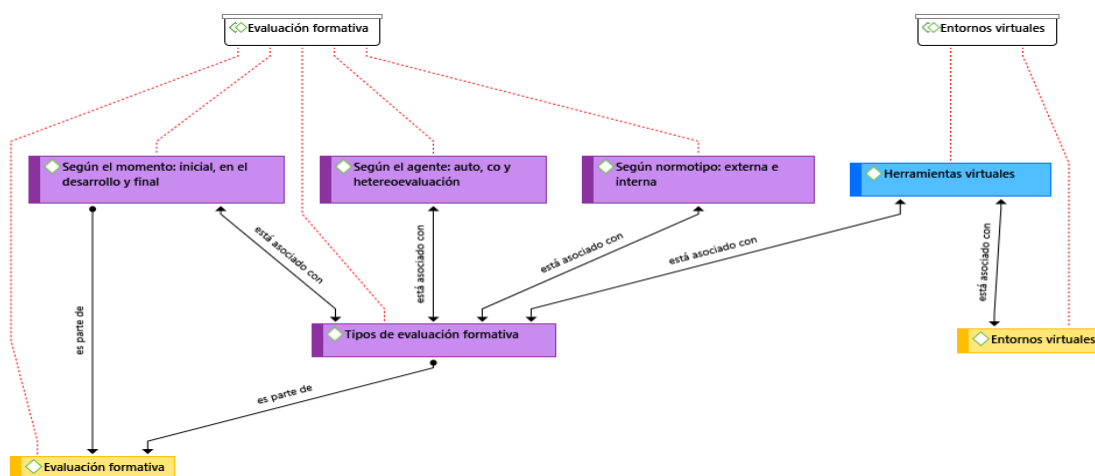 Evaluación formativa
Entornos virtuales
Según el momento: inicial, en el
desarrollo y final
Según el agente: auto, co y
hetereoevaluación
Según normotipo: externa e
interna
Herramientas virtuales
está asociado con
está asociado con
está asociado con
está asociado con
está asociado con
es parte de
Tipos de evaluación formativa
Entornos virtuales
es parte de
Evaluación formativa